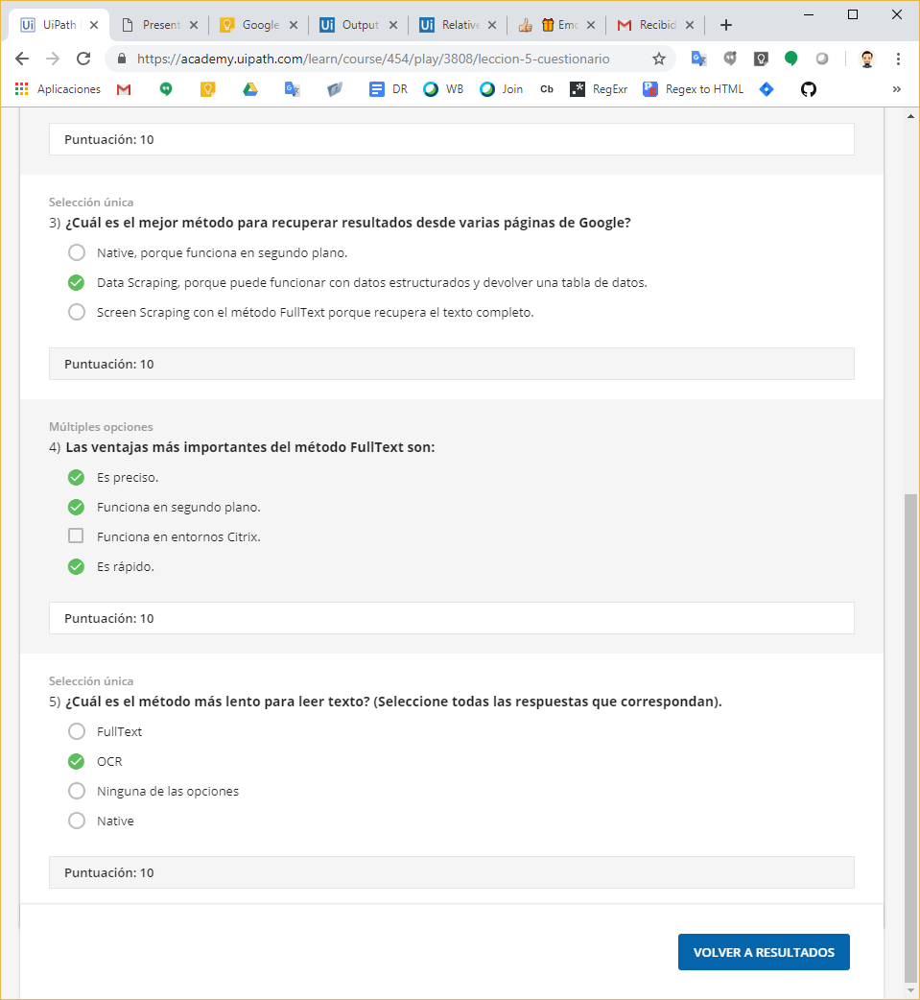 UiPath
Present
Google
Output
Relative
Emo
Recibid
https://academy.uipath.com/learn/course/454/play/3808/leccion-5-cuestionario
Aplicaciones
DR
WB
Join
Cb
RegExr
Regex to HTML
»
Puntuación: 10
Selección única
3) ¿Cuál es el mejor método para recuperar resultados desde varias páginas de Google?
Native, porque funciona en segundo plano.
Data Scraping, porque puede funcionar con datos estructurados y devolver una tabla de datos.
Screen Scraping con el método FullText porque recupera el texto completo.
Puntuación: 10
Múltiples opciones
4) Las ventajas más importantes del método FullText son:
Es preciso.
Funciona en segundo plano.
Funciona en entornos Citrix.
Es rápido.
Puntuación: 10
Selección única
5) ¿Cuál es el método más lento para leer texto? (Seleccione todas las respuestas que correspondan).
FullText
OCR
Ninguna de las opciones
Native
Puntuación: 10
VOLVER A RESULTADOS